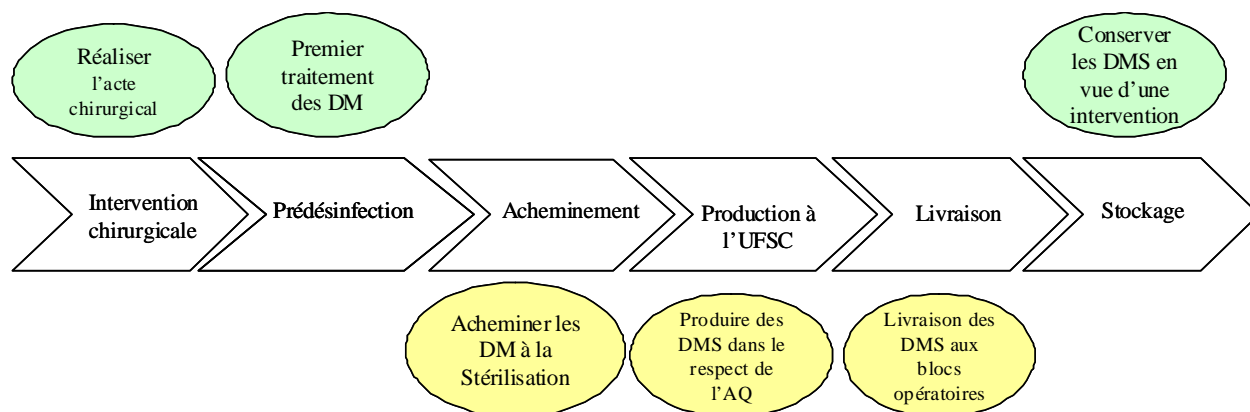 Réaliser
l’acte
chirurgical
Premier
traitement
des DM
Conserver
les DMS en
vue d’une
intervention
Intervention
chirurgicale
Prédésinfection
Acheminement
Production à
l’UFSC
Livraison
Stockage
Acheminer les
DM à la
Stérilisation
Produire des
DMS dans le
respect de
l’AQ
Livraison des
DMS aux
blocs
opératoires